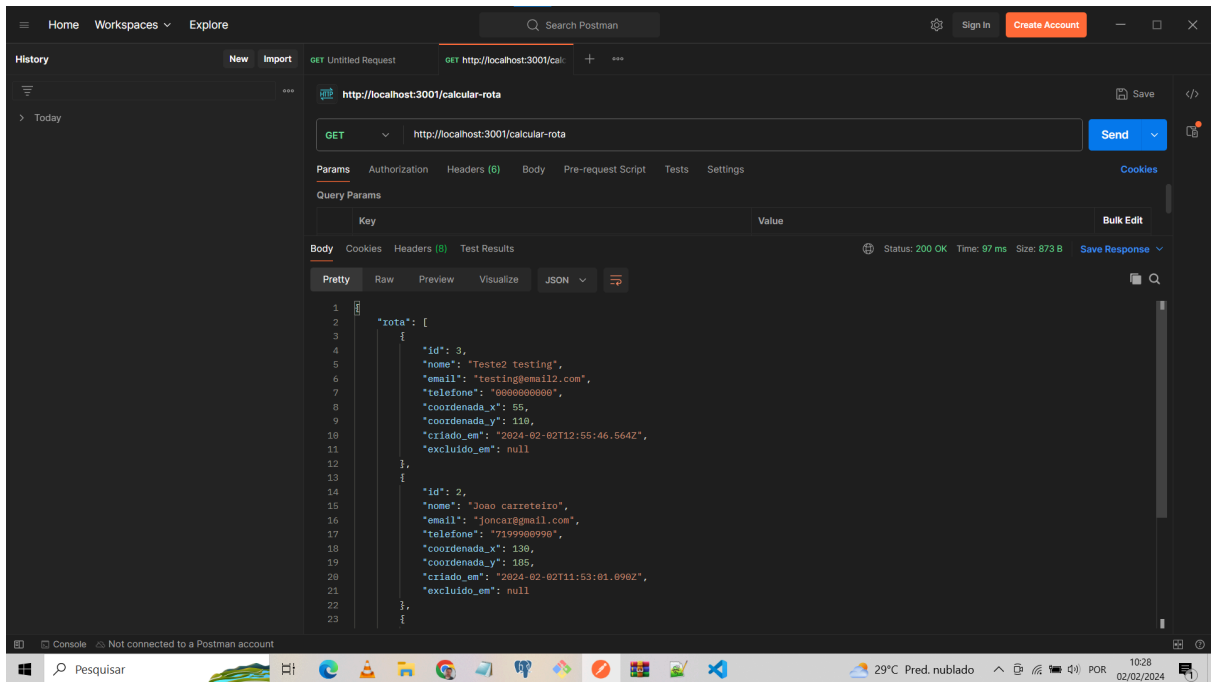 Home Workspaces Explore Search Postman Sign In Create Account
History New Import GET Untitled Request GET http://localhost:3001/calc
HTTP http://localhost:3001/calcular-rota Save
Today
GET http://localhost:3001/calcular-rota Send
Params Authorization Headers (6) Body Pre-request Script Tests Settings Cookies
Query Params
Key Value Bulk Edit
Body Cookies Headers (8) Test Results Status: 200 OK Time: 97 ms Size: 873 B Save Response
Pretty Raw Preview Visualize JSON
1 {
2 "rota": [
3 {
4 "id": 3,
5 "nome": "Teste2 testing",
6 "email": "testing@email2.com",
7 "telefone": "0000000000",
8 "coordenada_x": 55,
9 "coordenada_y": 110,
10 "criado_em": "2024-02-02T12:55:46.564Z",
11 "excluido_em": null
12 },
13 {
14 "id": 2,
15 "nome": "Joao carreteiro",
16 "email": "joncar@gmail.com",
17 "telefone": "7199900990",
18 "coordenada_x": 130,
19 "coordenada_y": 185,
20 "criado_em": "2024-02-02T11:53:01.090Z",
21 "excluido_em": null
22 },
23 {
Console Not connected to a Postman account
Pesquisar 29°C Pred. nublado POR 10:28
02/02/2024
1